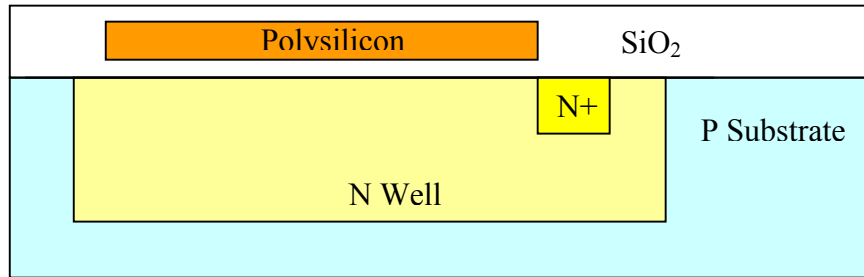 Polysilicon
SiO₂
N+
P Substrate
N Well